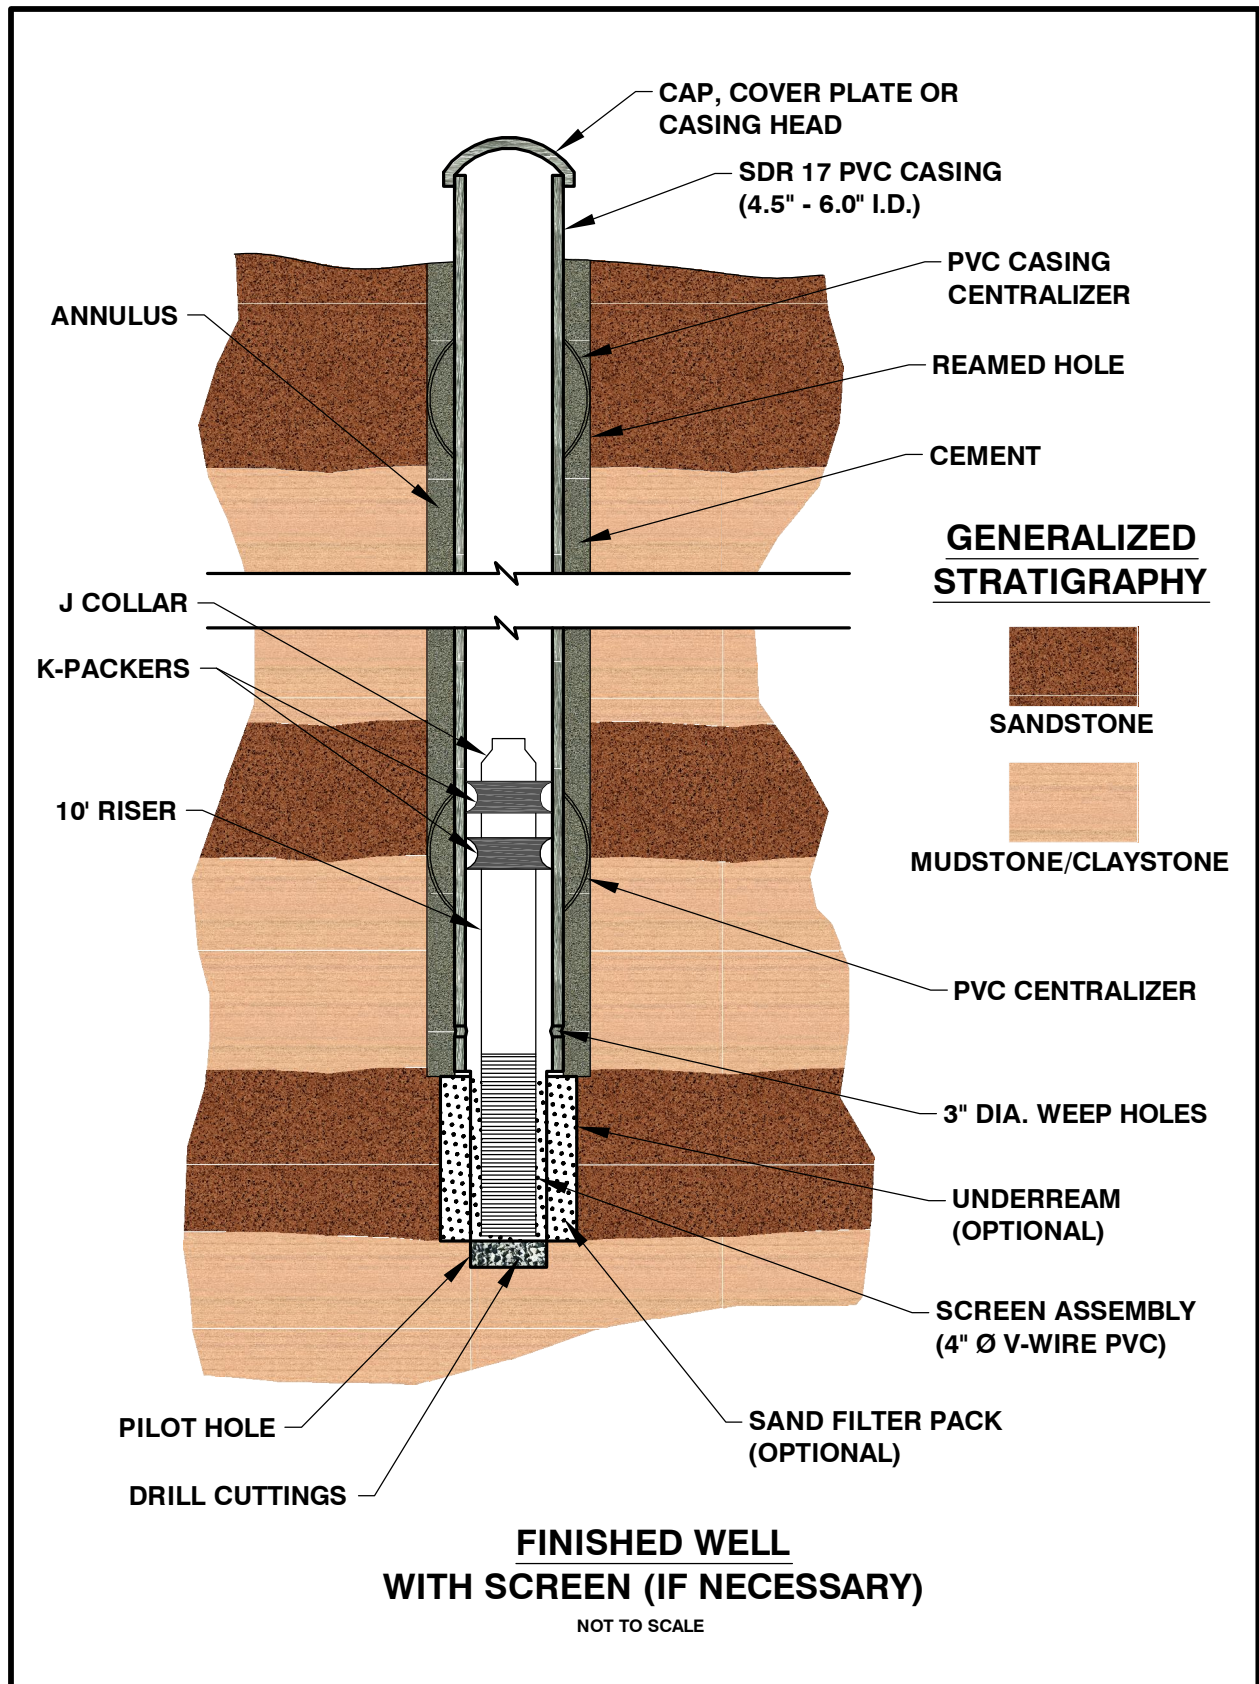 CAP, COVER PLATE OR
CASING HEAD
SDR 17 PVC CASING
(4.5" - 6.0" I.D.)
PVC CASING
CENTRALIZER
ANNULUS
REAMED HOLE
CEMENT
GENERALIZED
STRATIGRAPHY
J COLLAR
K-PACKERS
SANDSTONE
10' RISER
MUDSTONE/CLAYSTONE
PVC CENTRALIZER
3" DIA. WEEP HOLES
UNDERREAM
(OPTIONAL)
SCREEN ASSEMBLY
(4" Ø V-WIRE PVC)
PILOT HOLE
SAND FILTER PACK
(OPTIONAL)
DRILL CUTTINGS
FINISHED WELL
WITH SCREEN (IF NECESSARY)
NOT TO SCALE